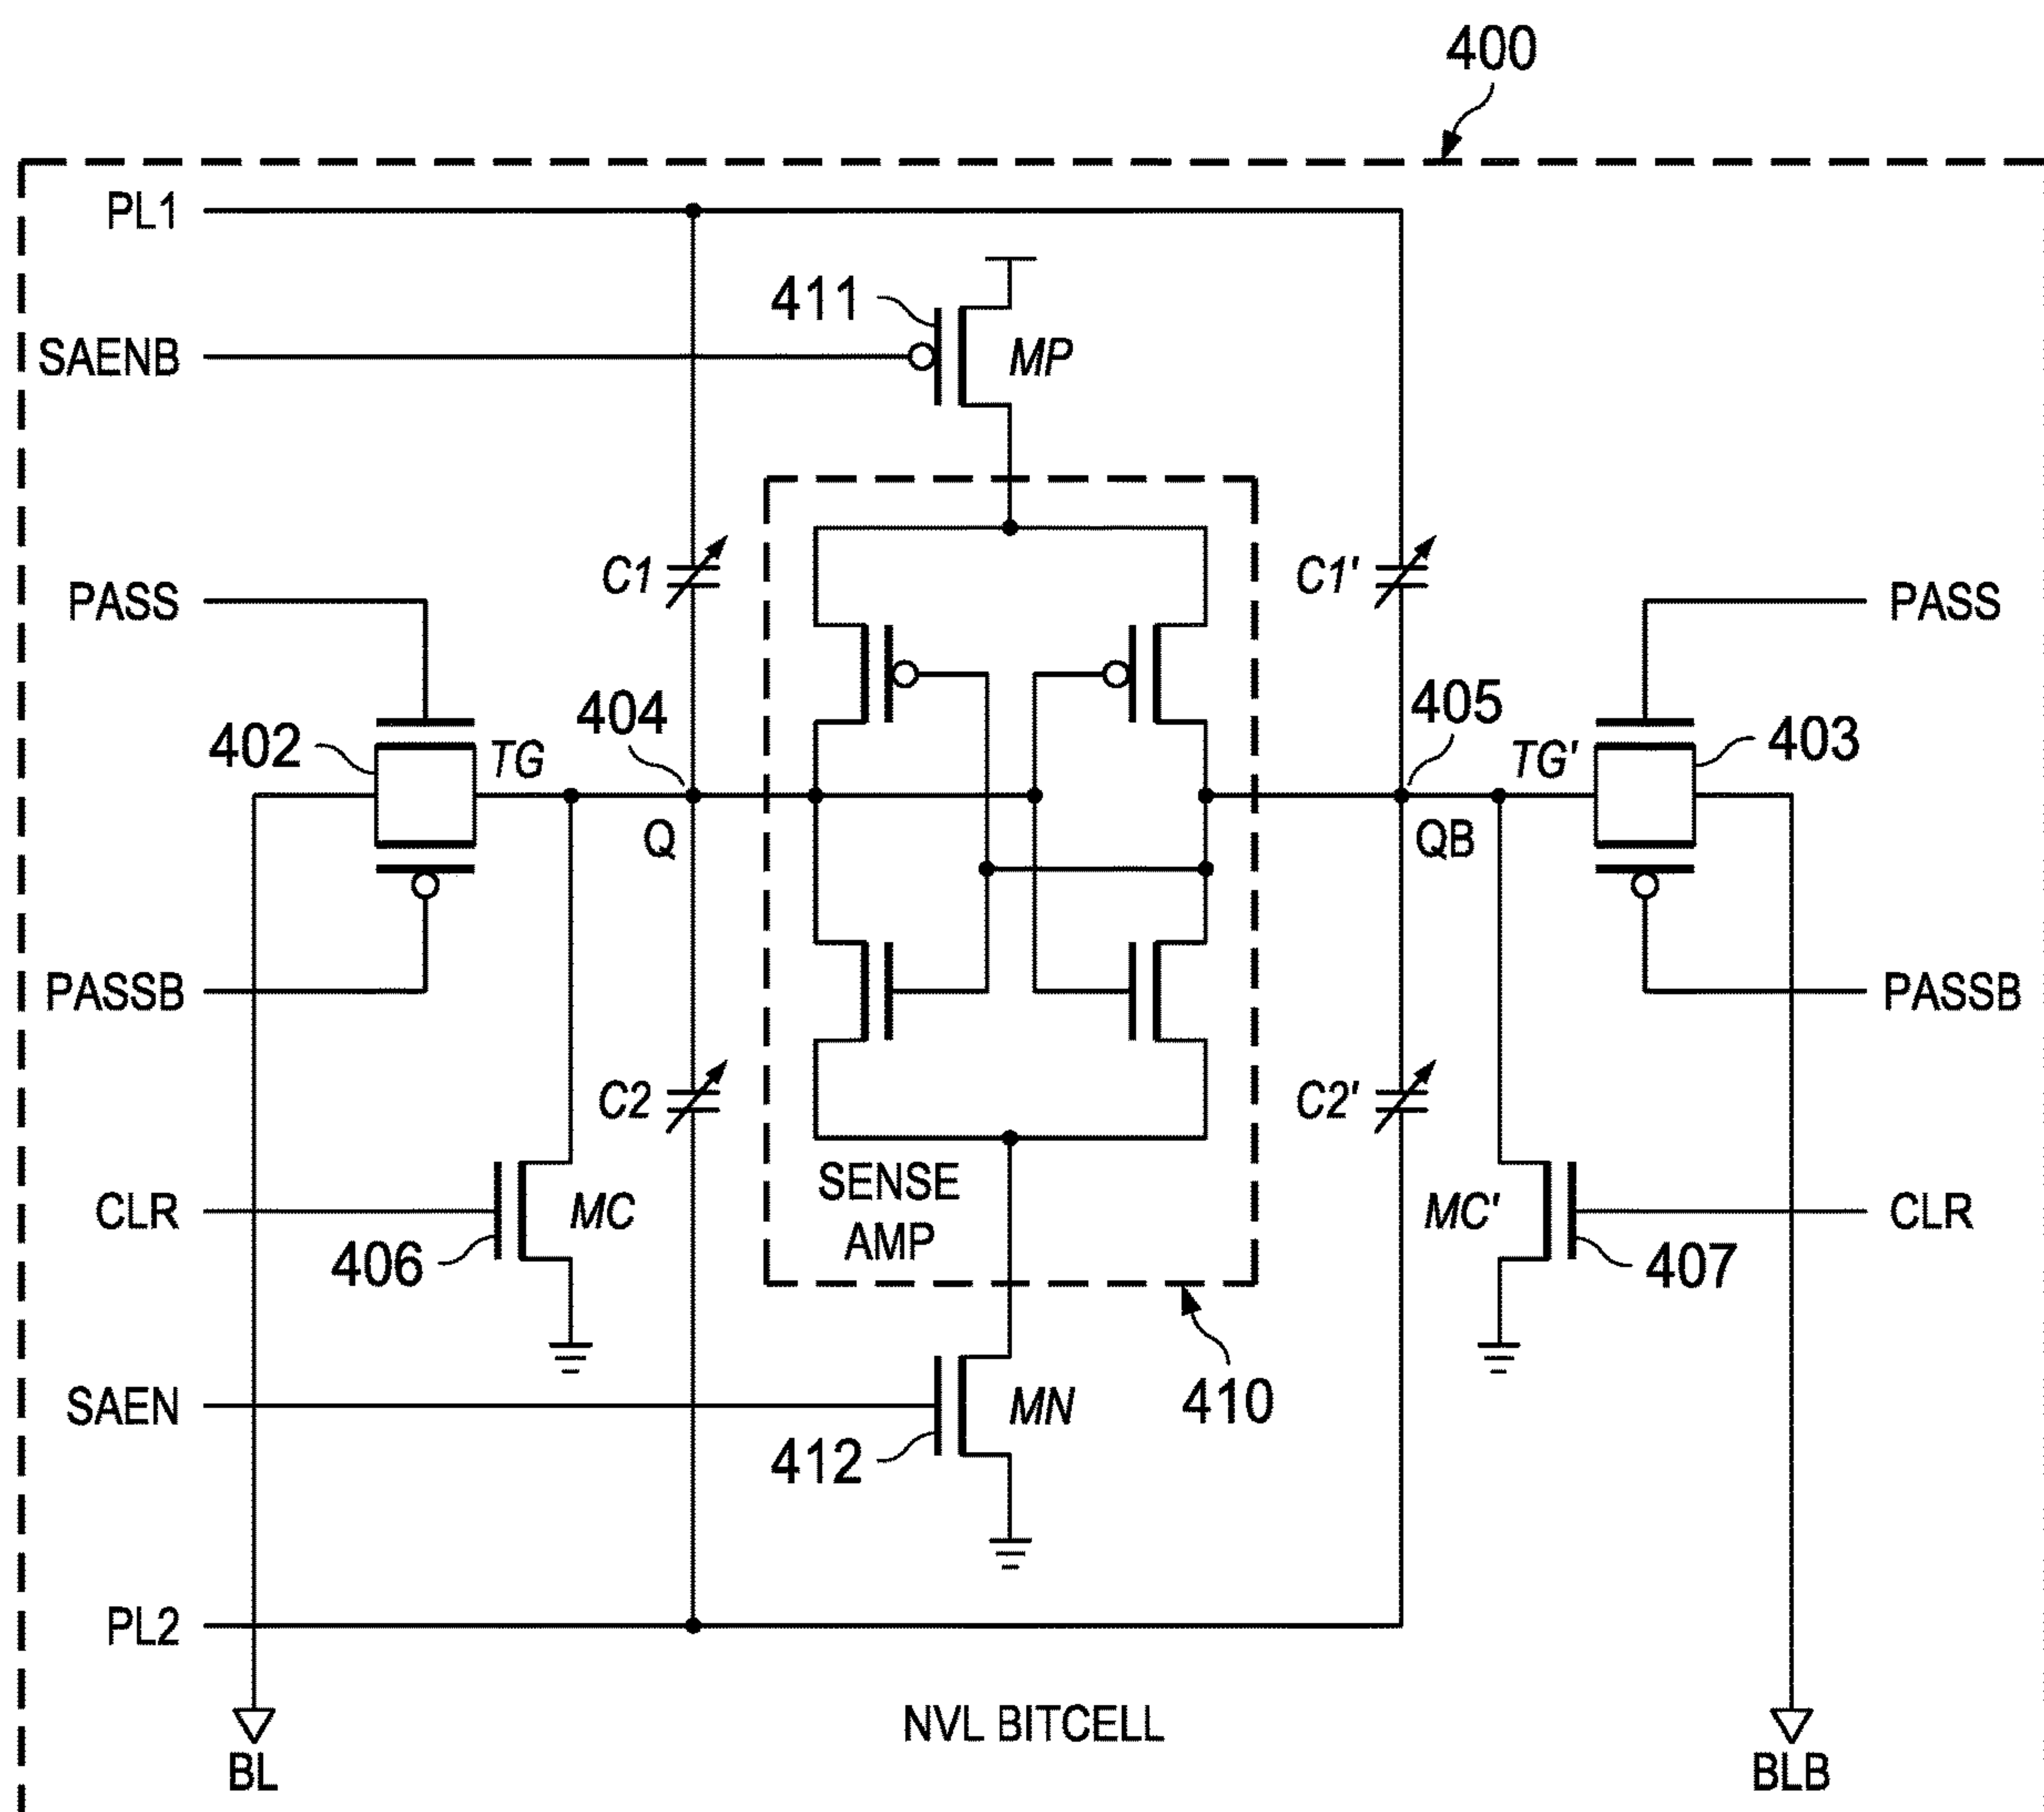 400
PL1
411
SAENB
MP
C1
C1'
PASS
PASS
404
405
402
TG
TG'
403
Q
QB
PASSB
PASSB
C2
C2'
SENSE
AMP
CLR
MC
MC'
CLR
406
407
SAEN
MN
410
412
PL2
NVL BITCELL
BL
BLB